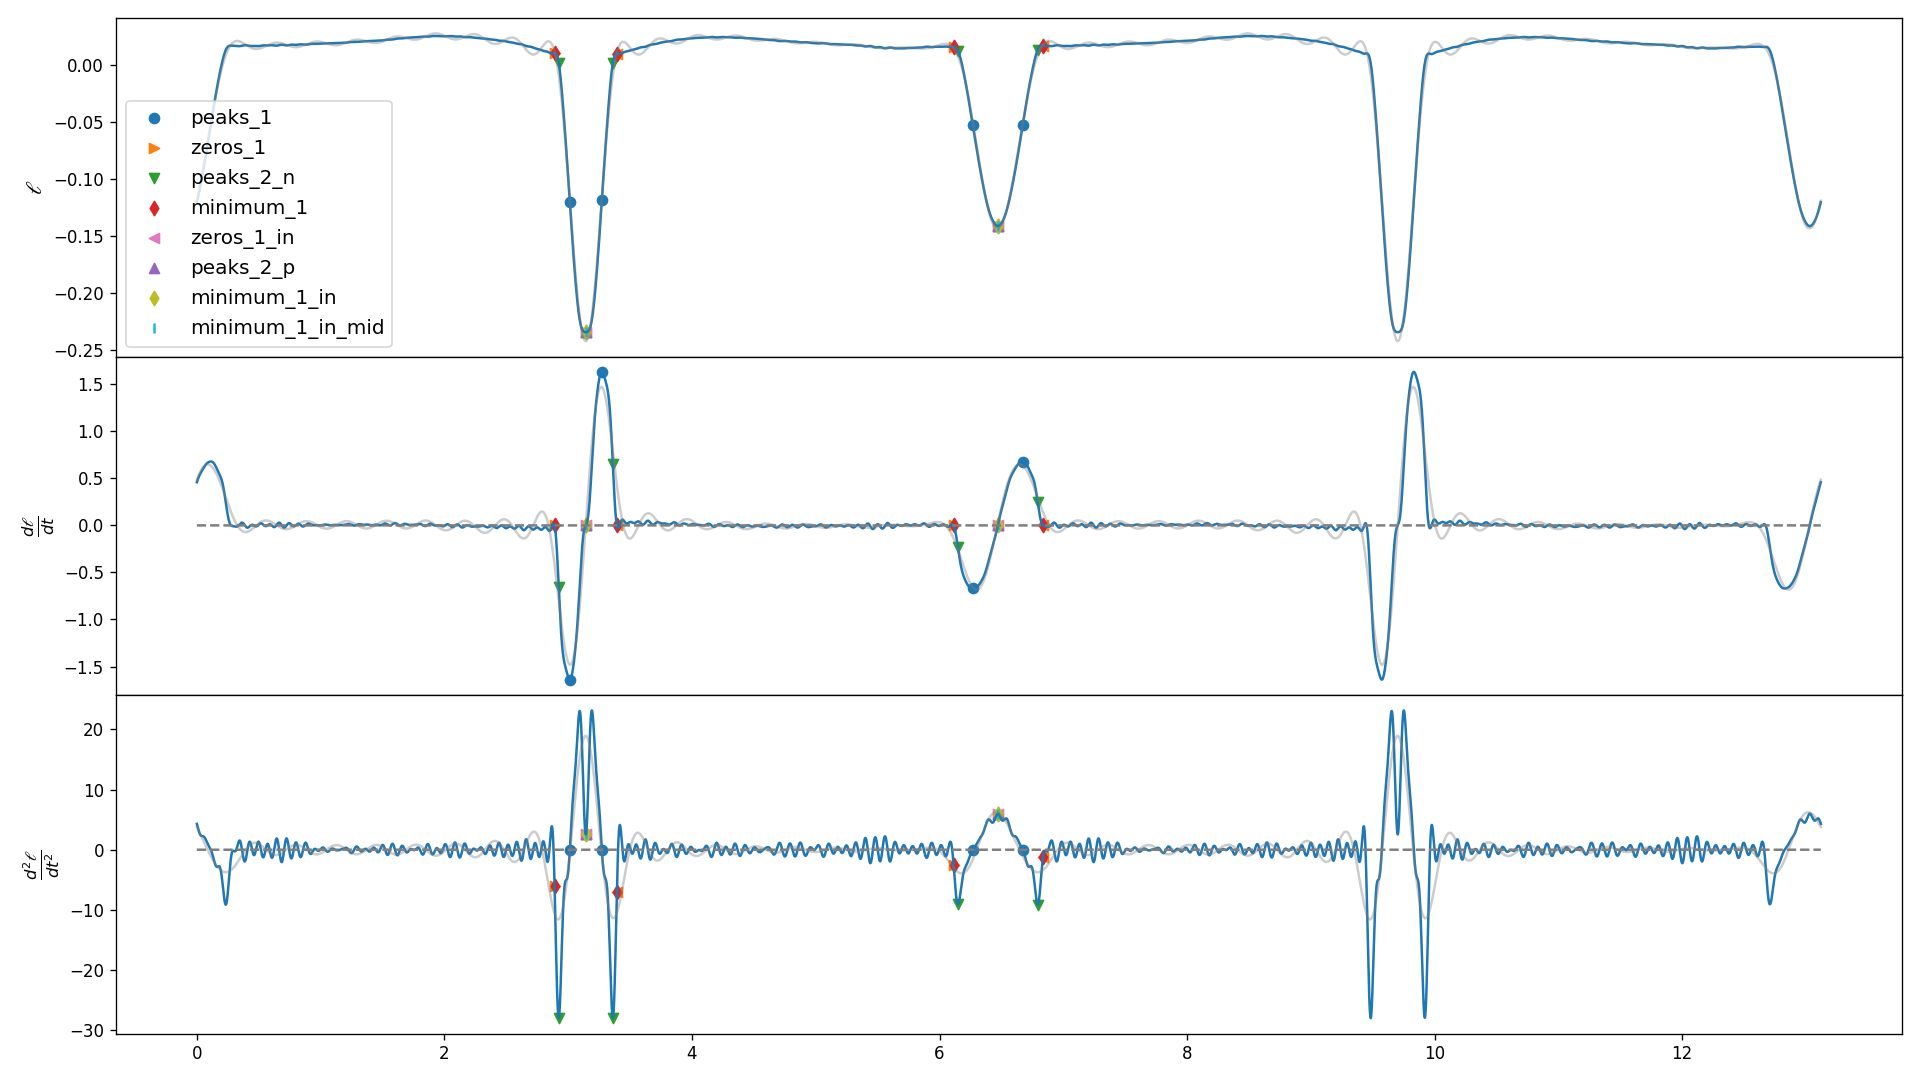 0.00
−0.05
−0.10
−0.15
−0.20
−0.25
ℓ
peaks_1
zeros_1
peaks_2_n
minimum_1
zeros_1_in
peaks_2_p
minimum_1_in
minimum_1_in_mid
1.5
1.0
0.5
0.0
−0.5
−1.0
−1.5
dℓ
dt
20
10
0
−10
−20
−30
d²ℓ
dt²
0 2 4 6 8 10 12